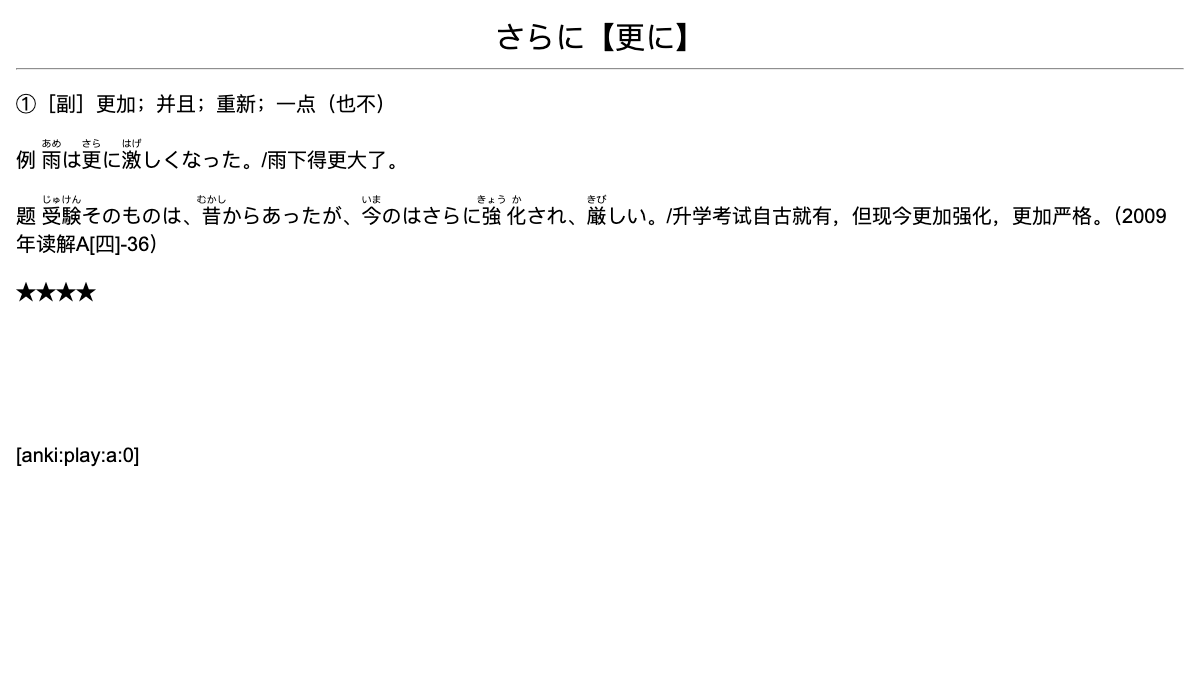 さらに【更に】
①［副］更加；并且；重新；一点（也不）
あめ さら はげ
例 雨は更に激しくなった。/雨下得更大了。
じゅけん むかし いま きょう か きび
题 受験そのものは、昔からあったが、今のはさらに強化され、厳しい。/升学考试自古就有，但现今更加强化，更加严格。（2009
年读解A[四]-36）
★★★★
[anki:play:a:0]